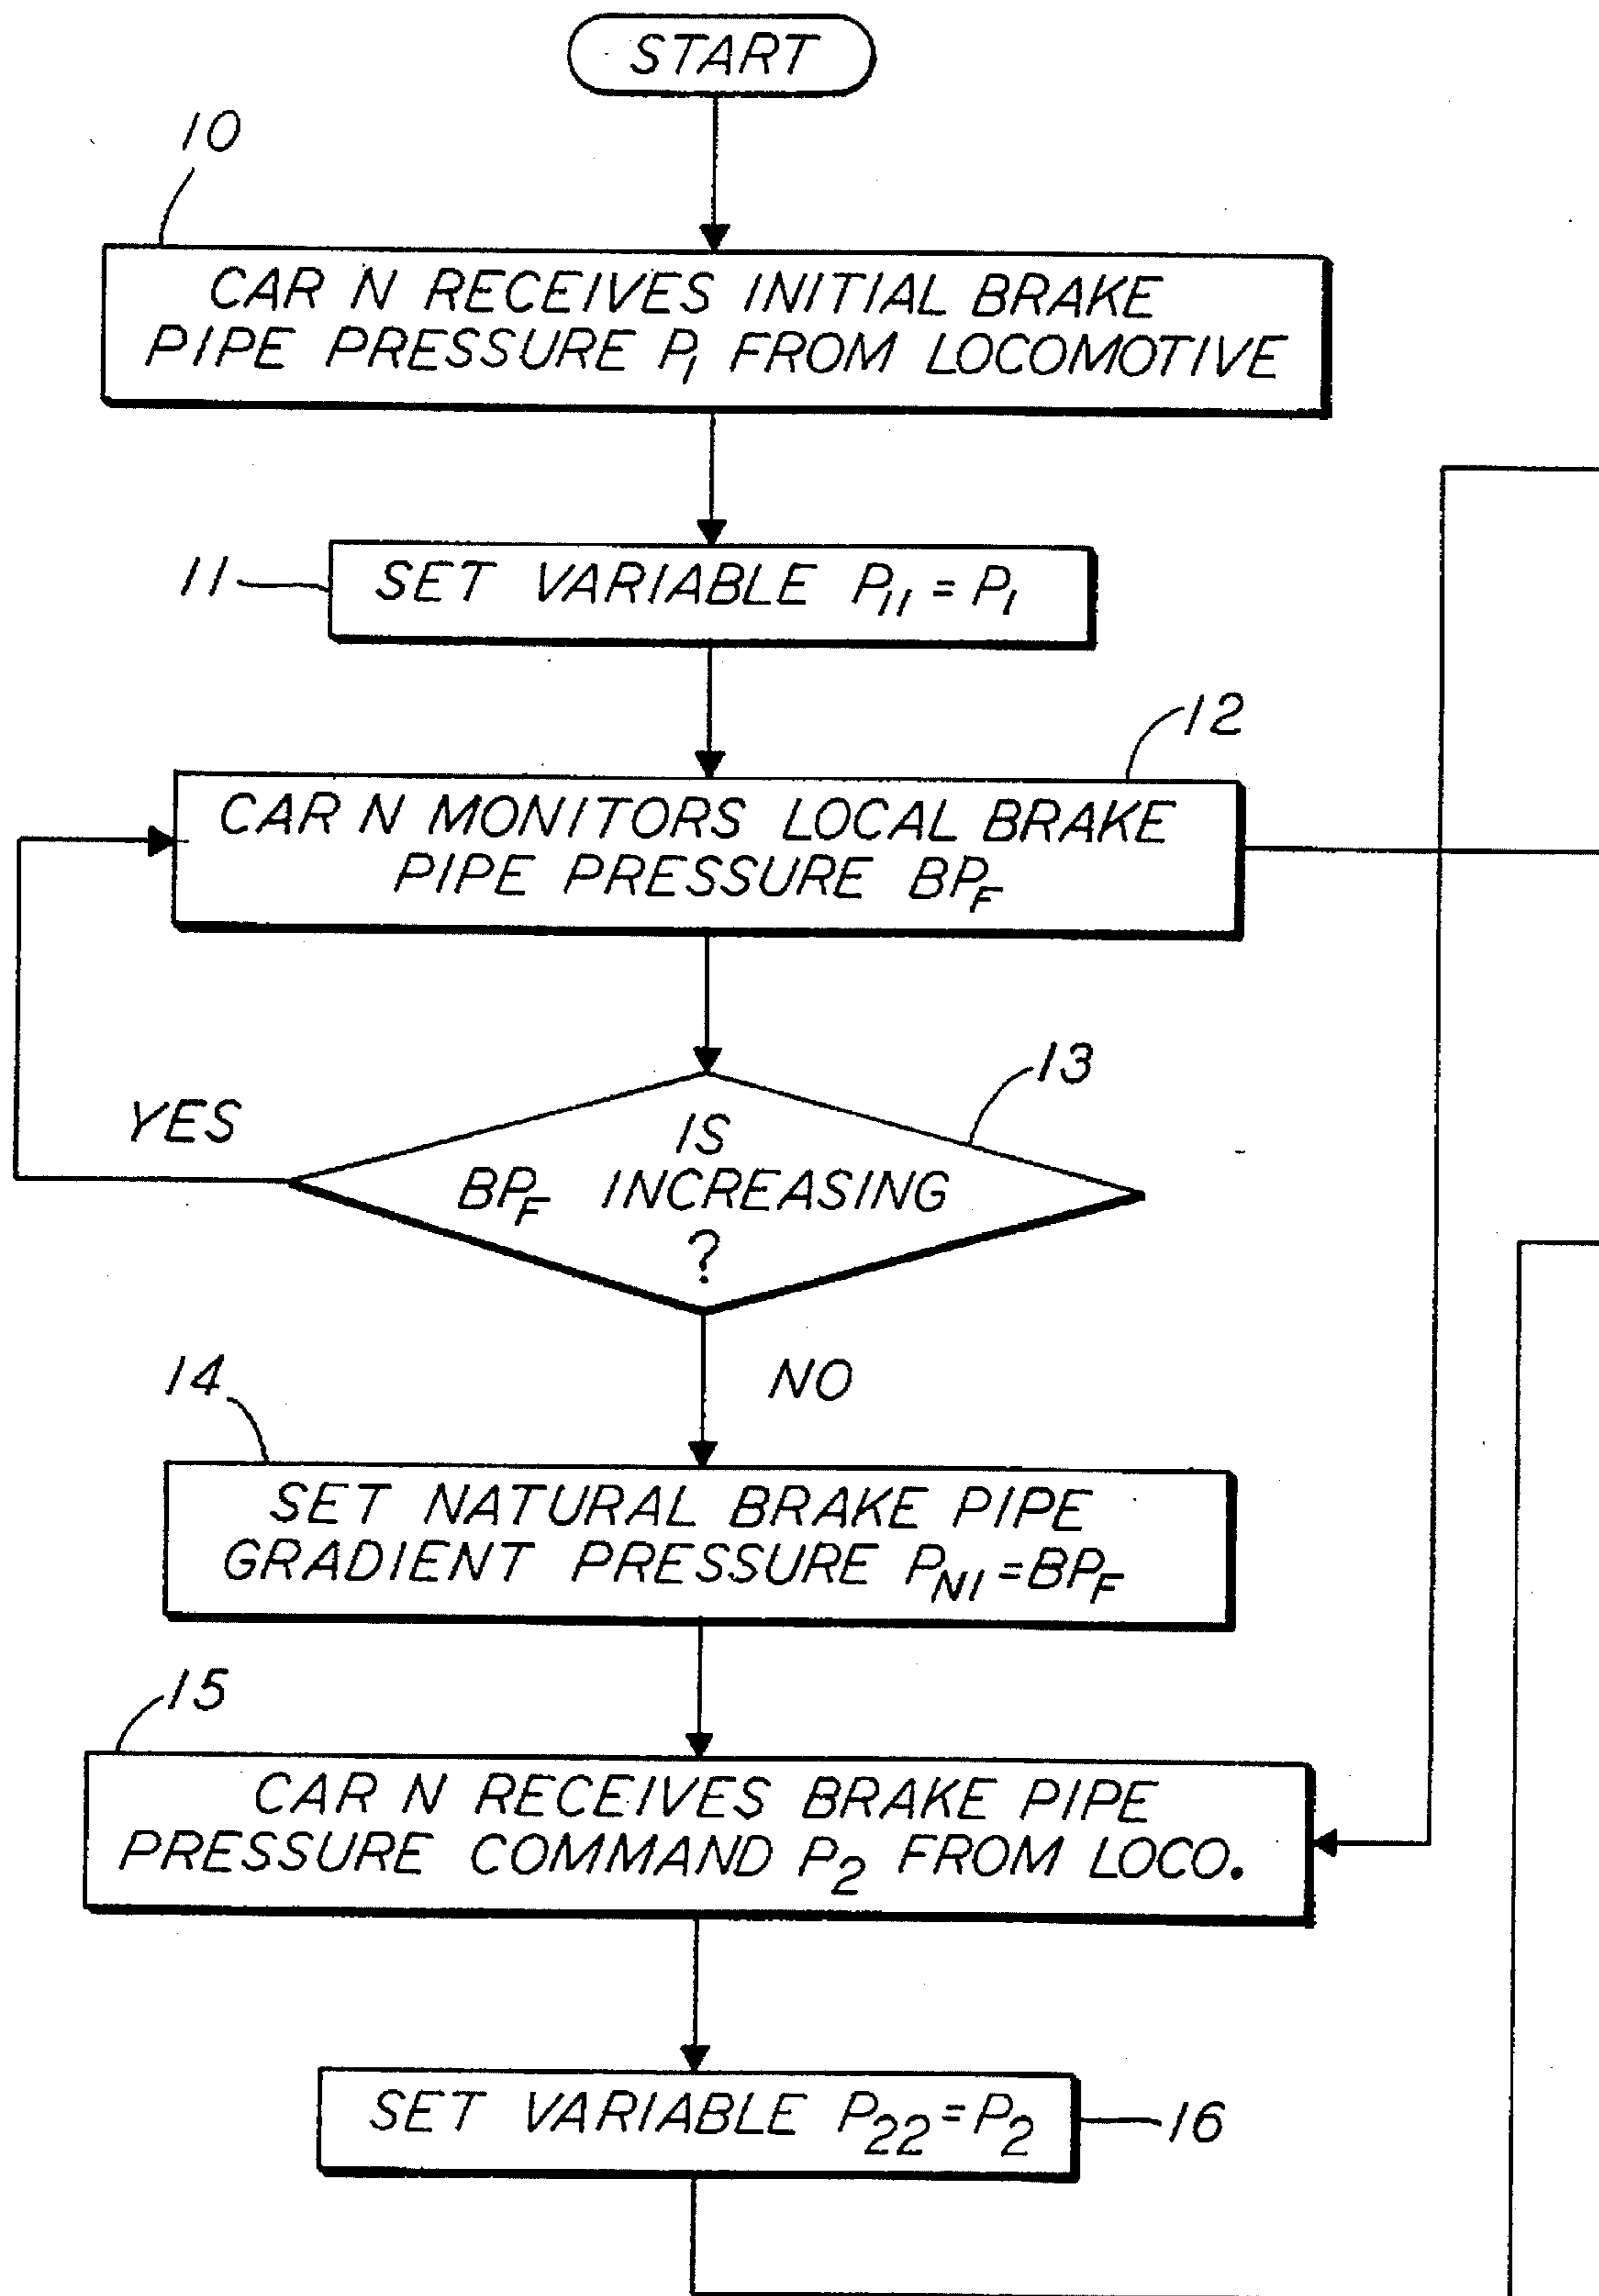 START
10
CAR N RECEIVES INITIAL BRAKE
PIPE PRESSURE P1 FROM LOCOMOTIVE
11
SET VARIABLE P11 = P1
12
CAR N MONITORS LOCAL BRAKE
PIPE PRESSURE BPF
13
YES
IS
BPF INCREASING
?
NO
14
SET NATURAL BRAKE PIPE
GRADIENT PRESSURE PN1 = BPF
15
CAR N RECEIVES BRAKE PIPE
PRESSURE COMMAND P2 FROM LOCO.
SET VARIABLE P22 = P2
16